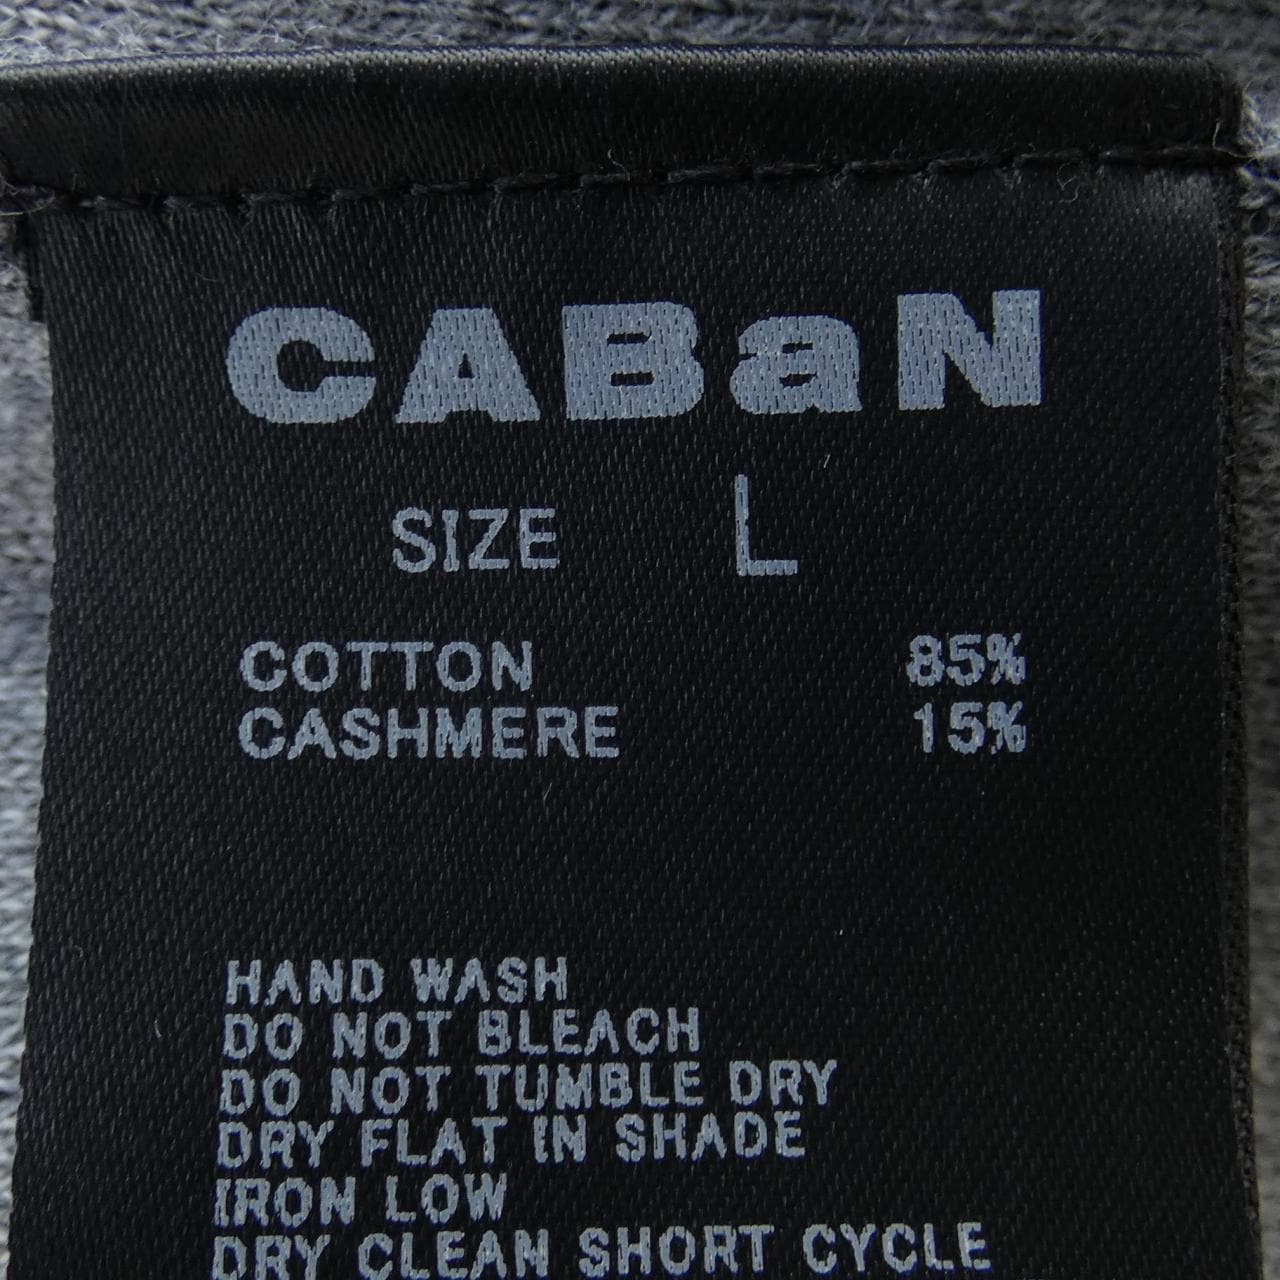 CABaN
SIZE L
COTTON 85%
CASHMERE 15%
HAND WASH
DO NOT BLEACH
DO NOT TUMBLE DRY
DRY FLAT IN SHADE
IRON LOW
DRY CLEAN SHORT CYCLE